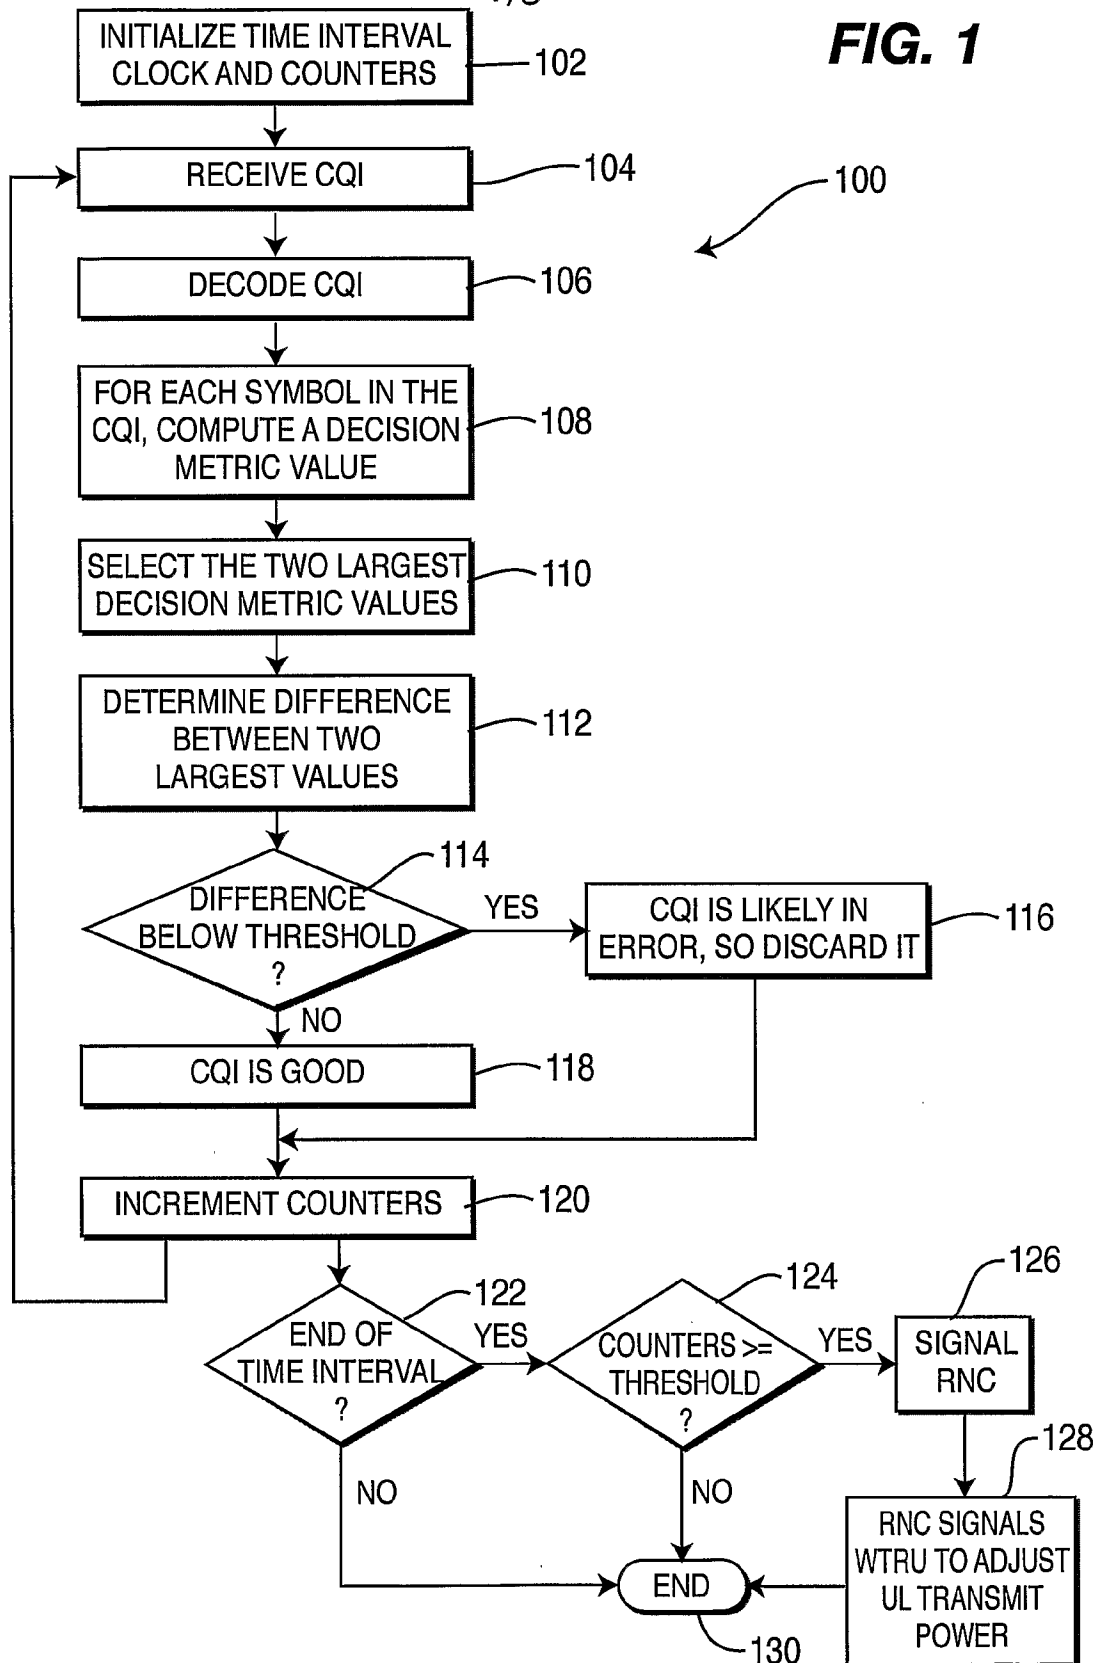 FIG. 1
INITIALIZE TIME INTERVAL
CLOCK AND COUNTERS
102
RECEIVE CQI
104
100
DECODE CQI
106
FOR EACH SYMBOL IN THE
CQI, COMPUTE A DECISION
METRIC VALUE
108
SELECT THE TWO LARGEST
DECISION METRIC VALUES
110
DETERMINE DIFFERENCE
BETWEEN TWO
LARGEST VALUES
112
114
DIFFERENCE
BELOW THRESHOLD
?
YES
CQI IS LIKELY IN
ERROR, SO DISCARD IT
116
NO
CQI IS GOOD
118
INCREMENT COUNTERS
120
122
END OF
TIME INTERVAL
?
YES
124
COUNTERS >=
THRESHOLD
?
YES
126
SIGNAL
RNC
128
NO
NO
RNC SIGNALS
WTRU TO ADJUST
UL TRANSMIT
POWER
END
130